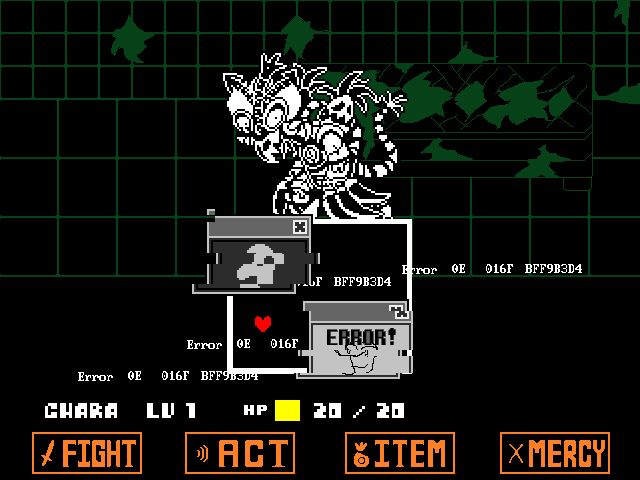 Error 0E 016F BFF9B3D4
16F BFF9B3D4
ERROR!
Error 0E 016F
Error 0E 016F BFF9B3D4
CHARA LV 1 HP 20 / 20
FIGHT ACT ITEM MERCY